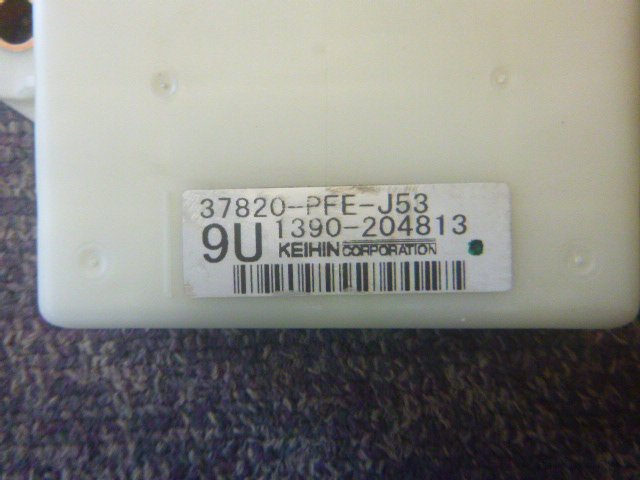 37820-PFE-J53
9U 1390-204813
KEIHIN CORPORATION